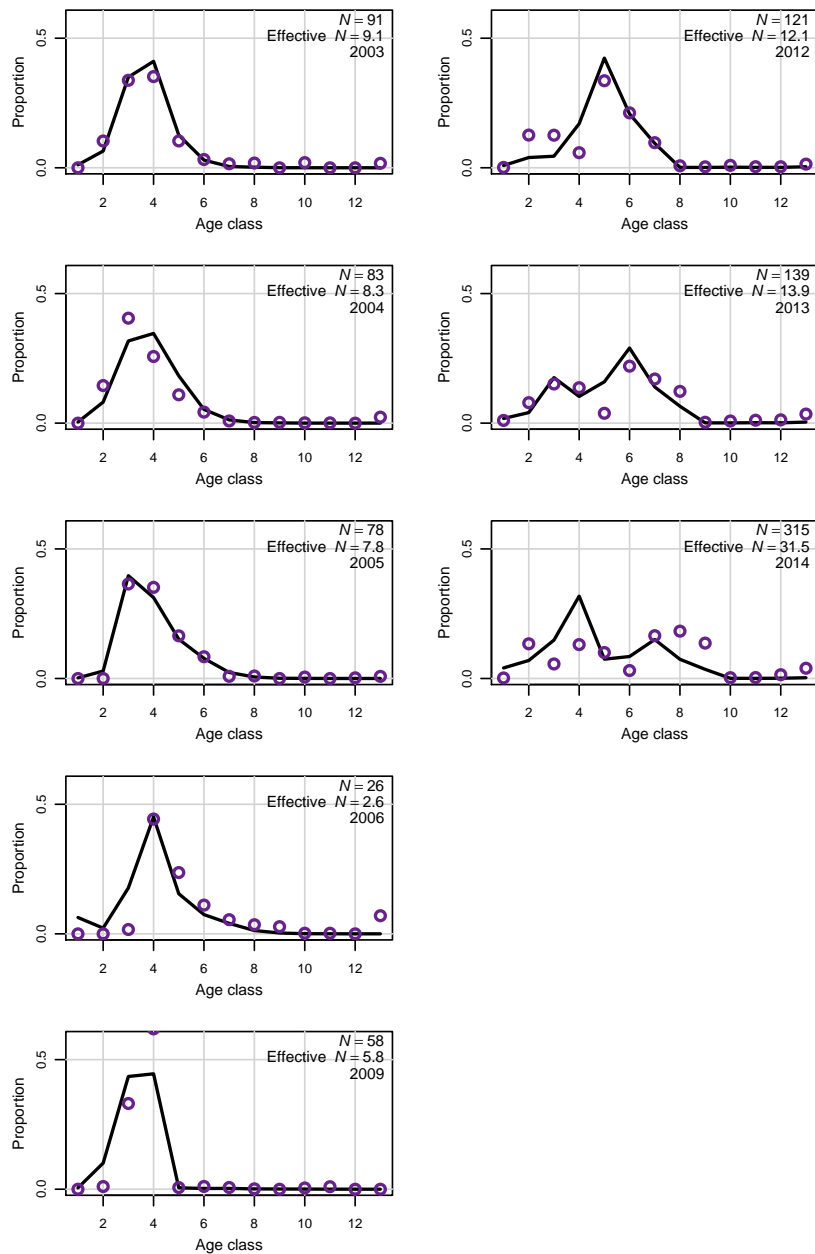 N = 91
Effective N = 9.1
2003
0.5
0.0
Proportion
2 4 6 8 10 12
Age class
N = 83
Effective N = 8.3
2004
0.5
0.0
Proportion
2 4 6 8 10 12
Age class
N = 78
Effective N = 7.8
2005
0.5
0.0
Proportion
2 4 6 8 10 12
Age class
N = 26
Effective N = 2.6
2006
0.5
0.0
Proportion
2 4 6 8 10 12
Age class
N = 58
Effective N = 5.8
2009
0.5
0.0
Proportion
2 4 6 8 10 12
Age class
N = 121
Effective N = 12.1
2012
0.5
0.0
Proportion
2 4 6 8 10 12
Age class
N = 139
Effective N = 13.9
2013
0.5
0.0
Proportion
2 4 6 8 10 12
Age class
N = 315
Effective N = 31.5
2014
0.5
0.0
Proportion
2 4 6 8 10 12
Age class